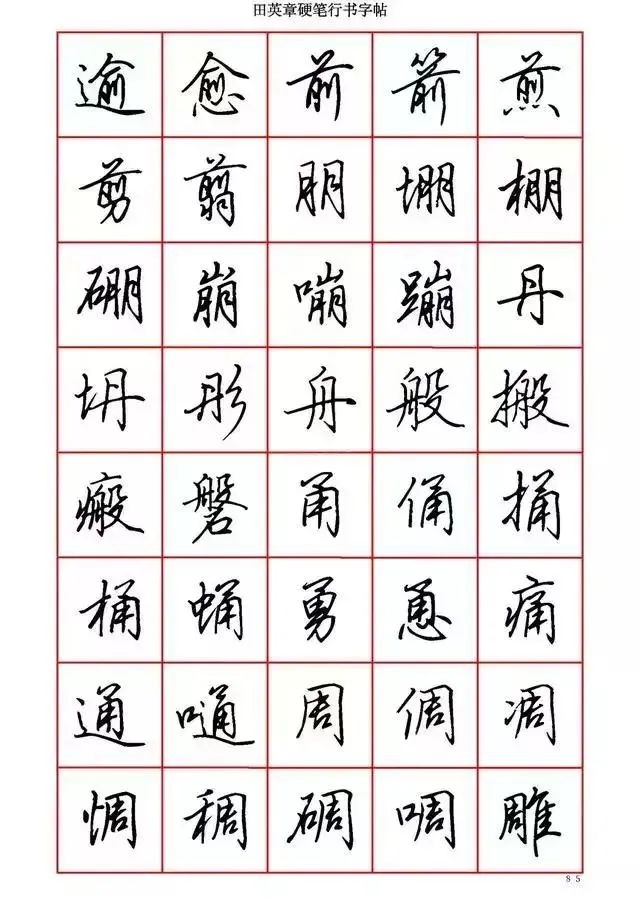 田英章硬笔行书字帖
逾愈前箭煎
剪翦朋堋棚
硼崩嘣蹦丹
坍彤舟般搬
瘢磐甬俑捅
桶蛹勇恿痛
通嗵周倜凋
惆稠碉啁雕
85